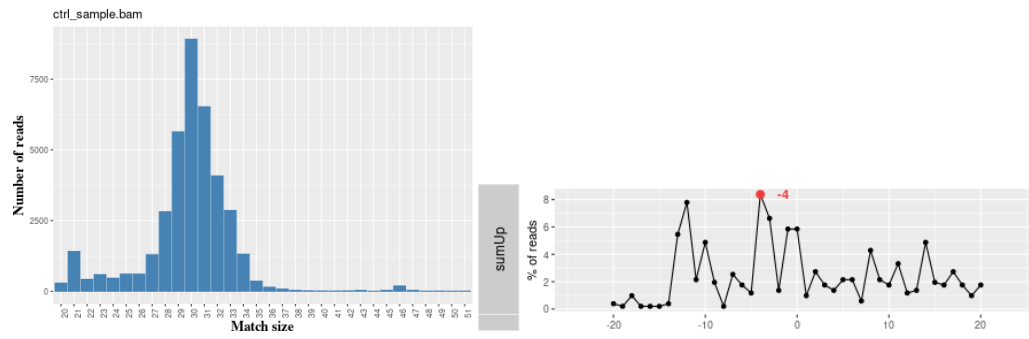 ctrl_sample.bam
Number of reads
7500
5000
2500
0
20 21 22 23 24 25 26 27 28 29 30 31 32 33 34 35 36 37 38 39 40 41 42 43 44 45 46 47 48 49 50 51
Match size
sumUp
% of reads
8
6
4
2
0
-4
-20 -10 0 10 20